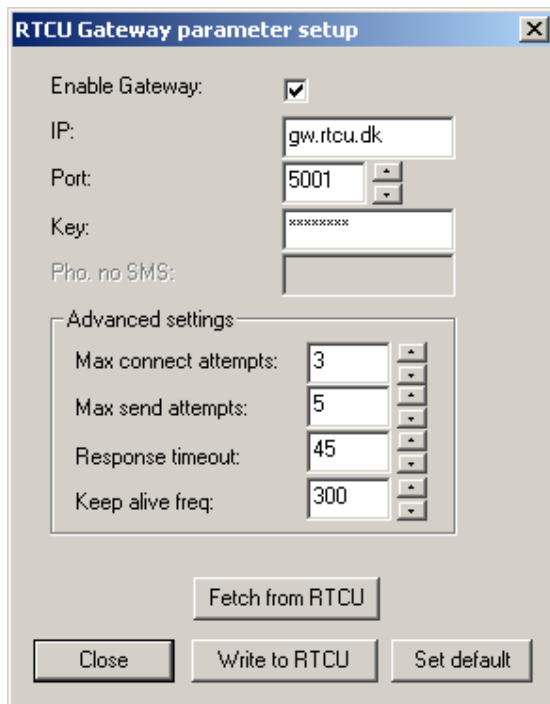 RTCU Gateway parameter setup
Enable Gateway:
IP: gw.rtcu.dk
Port: 5001
Key: ********
Pho. no SMS:
Advanced settings
Max connect attempts: 3
Max send attempts: 5
Response timeout: 45
Keep alive freq: 300
Fetch from RTCU
Close Write to RTCU Set default